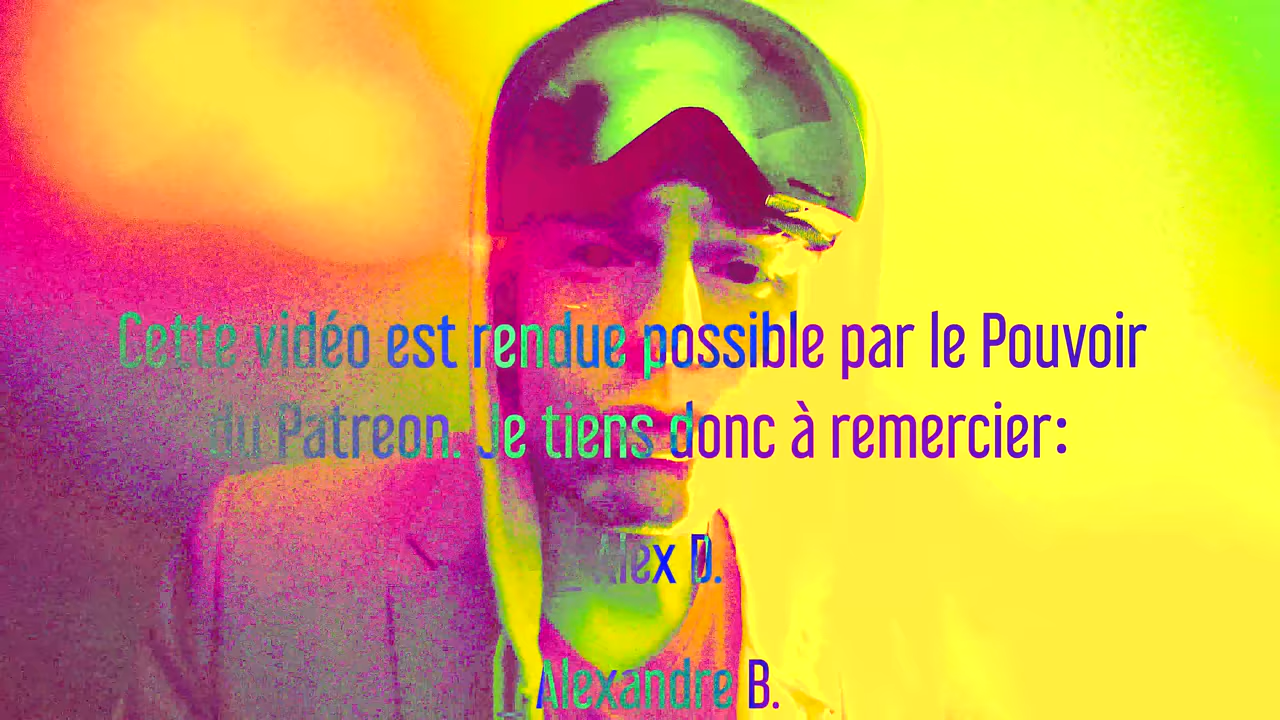 Cette vidéo est rendue possible par le Pouvoir
du Patreon. Je tiens donc à remercier:
Alex D.
Alexandre B.